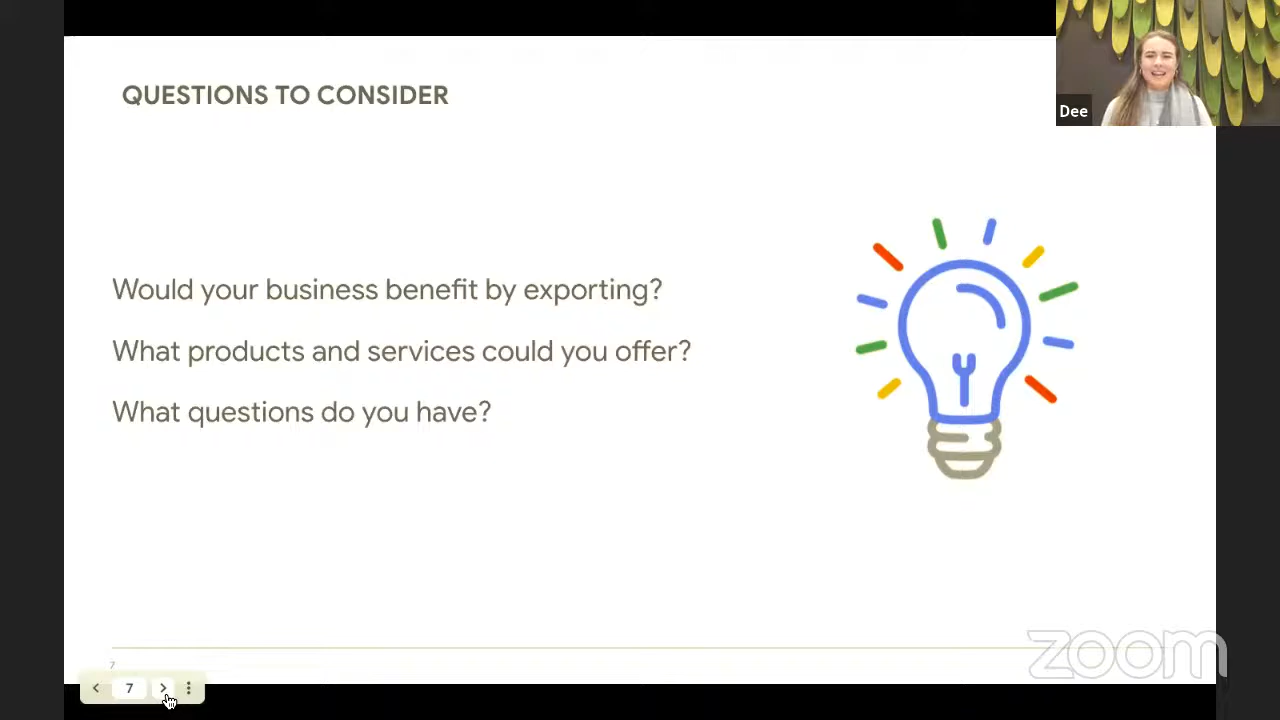 QUESTIONS TO CONSIDER
Dee
Would your business benefit by exporting?
What products and services could you offer?
What questions do you have?
zoom
7
7